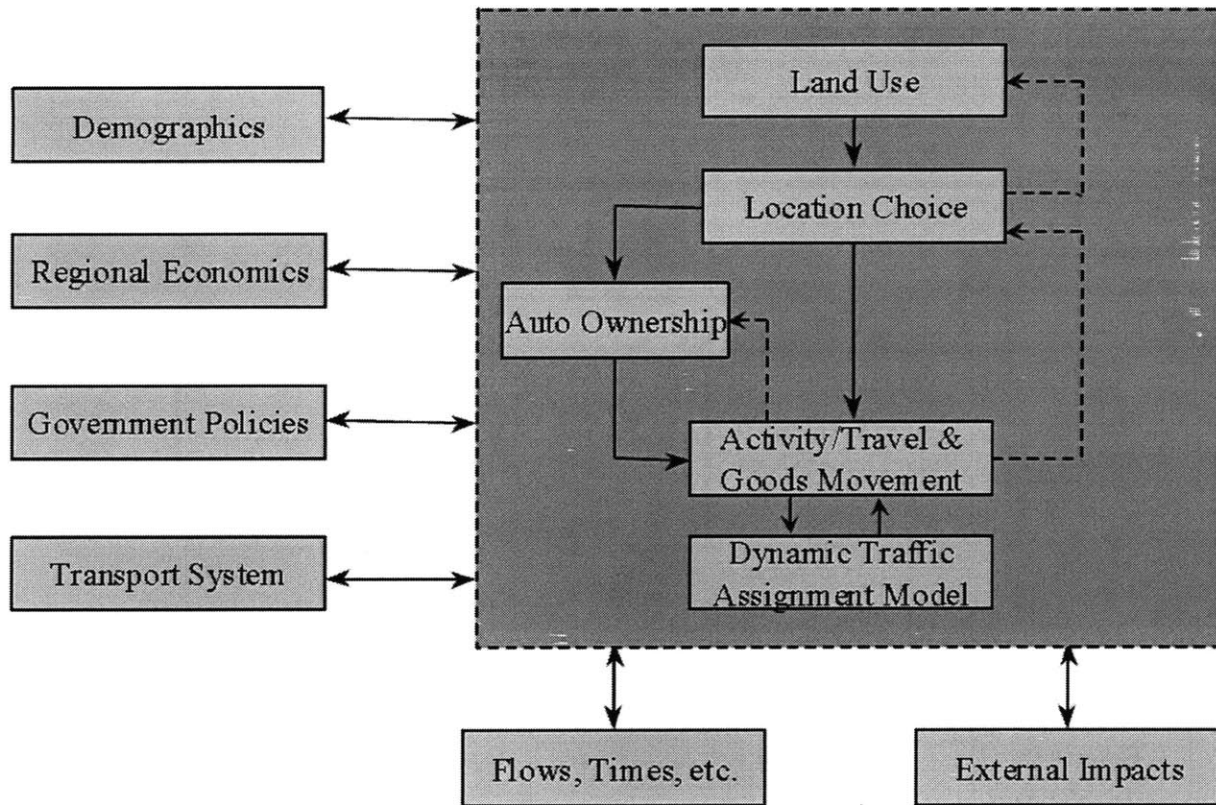 Land Use
Demographics
Location Choice
Regional Economics
Auto Ownership
Government Policies
Activity/Travel &
Goods Movement
Transport System
Dynamic Traffic
Assignment Model
Flows, Times, etc.
External Impacts